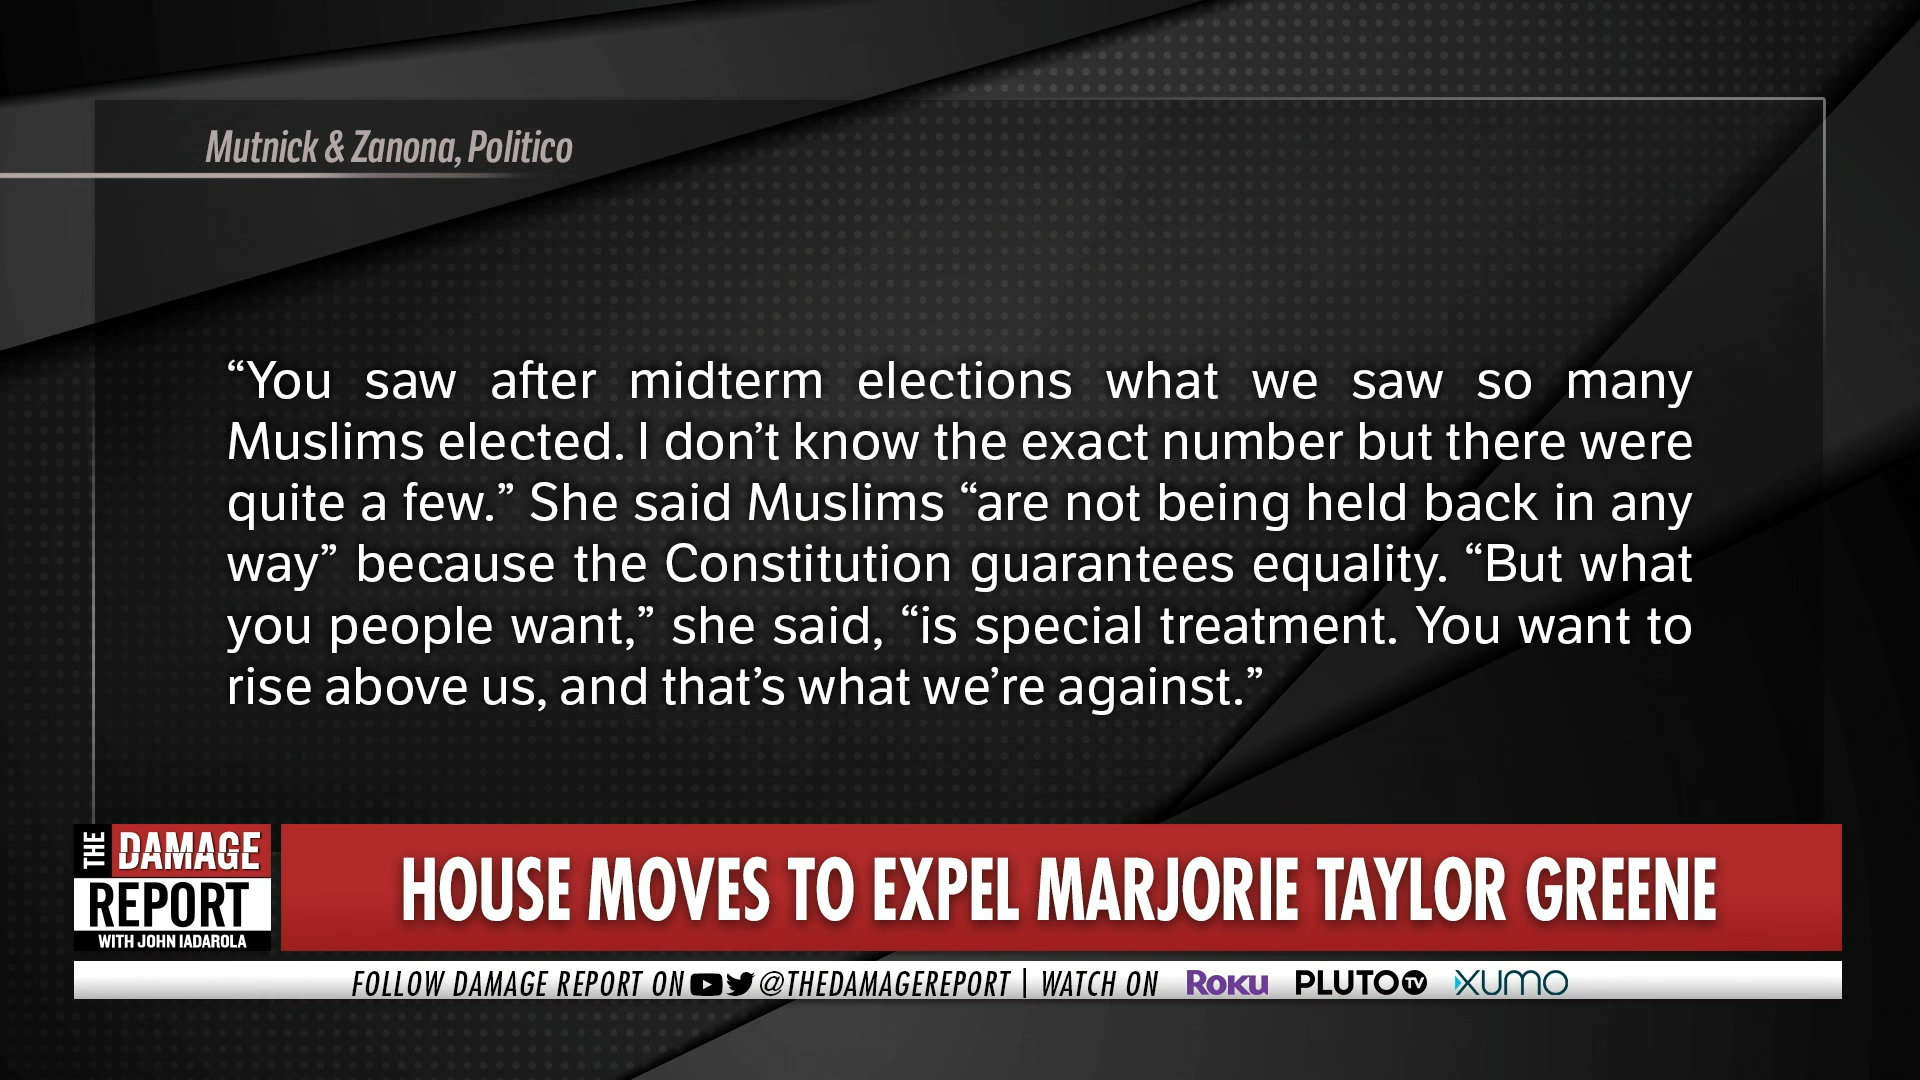 Mutnick & Zanona, Politico
“You saw after midterm elections what we saw so many
Muslims elected. I don’t know the exact number but there were
quite a few.” She said Muslims “are not being held back in any
way” because the Constitution guarantees equality. “But what
you people want,” she said, “is special treatment. You want to
rise above us, and that’s what we’re against.”
THE DAMAGE
REPORT
WITH JOHN IADAROLA
HOUSE MOVES TO EXPEL MARJORIE TAYLOR GREENE
FOLLOW DAMAGE REPORT ON @THEDAMAGEREPORT | WATCH ON ROKU PLUTO TV XUMO